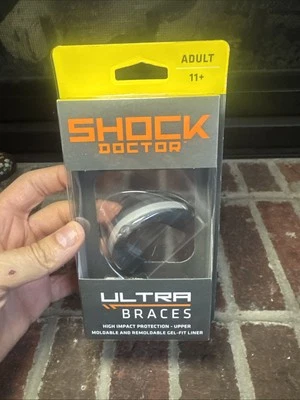 ADULT
11+
SHOCK
DOCTOR
ULTRA
BRACES
HIGH IMPACT PROTECTION - UPPER
MOLDABLE AND REMOLDABLE GEL-FIT LINER